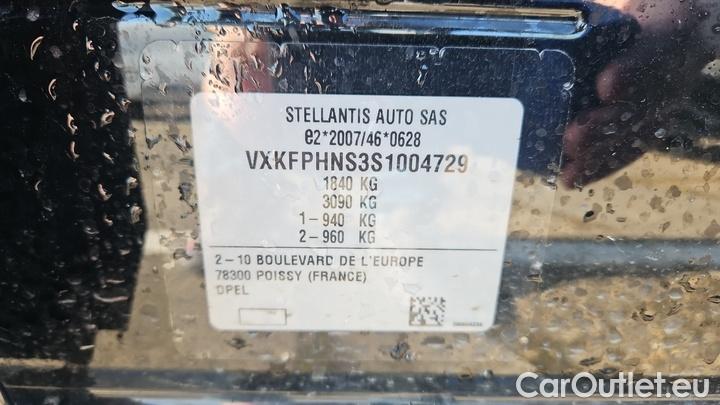 STELLANTIS AUTO SAS
e2*2007/46*0628
VXKFPHNS3S1004729
1840 KG
3090 KG
1-940 KG
2-960 KG
2-10 BOULEVARD DE L'EUROPE
78300 POISSY (FRANCE)
OPEL
CarOutlet.eu